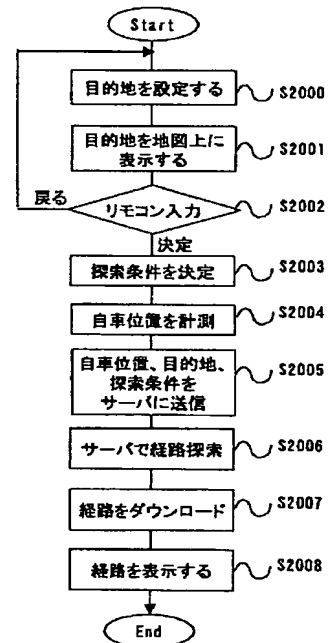 Start
目的地を設定する
S2000
目的地を地図上に
表示する
S2001
戻る
リモコン入力
S2002
決定
探索条件を決定
S2003
自車位置を計測
S2004
自車位置、目的地、
探索条件を
サーバに送信
S2005
サーバで経路探索
S2006
経路をダウンロード
S2007
経路を表示する
S2008
End